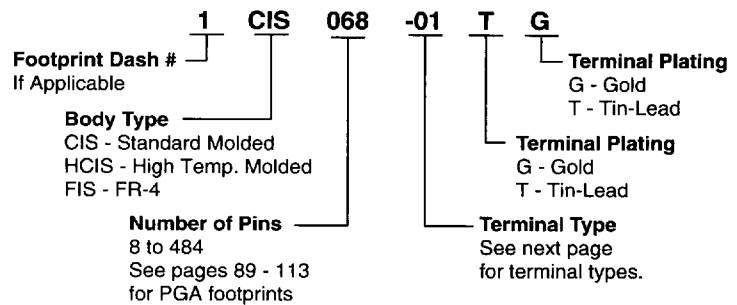 1 CIS 068 -01 T G
Footprint Dash #
If Applicable
Terminal Plating
G - Gold
T - Tin-Lead
Body Type
CIS - Standard Molded
HCIS - High Temp. Molded
FIS - FR-4
Terminal Plating
G - Gold
T - Tin-Lead
Number of Pins
8 to 484
See pages 89 - 113
for PGA footprints
Terminal Type
See next page
for terminal types.